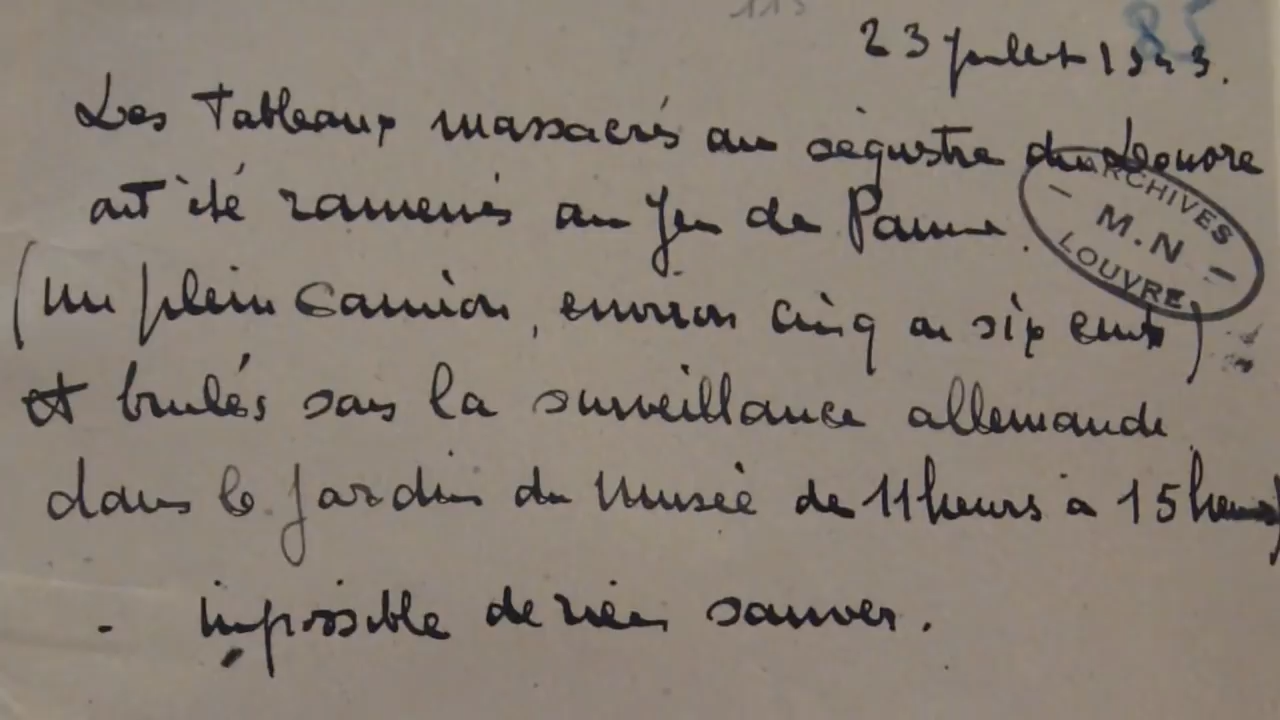 115
85
23 juillet 1943.
Les Tableaux massacrés au séquestre du Louvre
ont été ramenés au Jeu de Paume.
ARCHIVES
M.N
LOUVRE
(un plein camion, environ cinq ou six cents)
et brulés sous la surveillance allemande
dans le Jardin du Musée de 11 heures à 15 heures
- impossible de rien sauver.